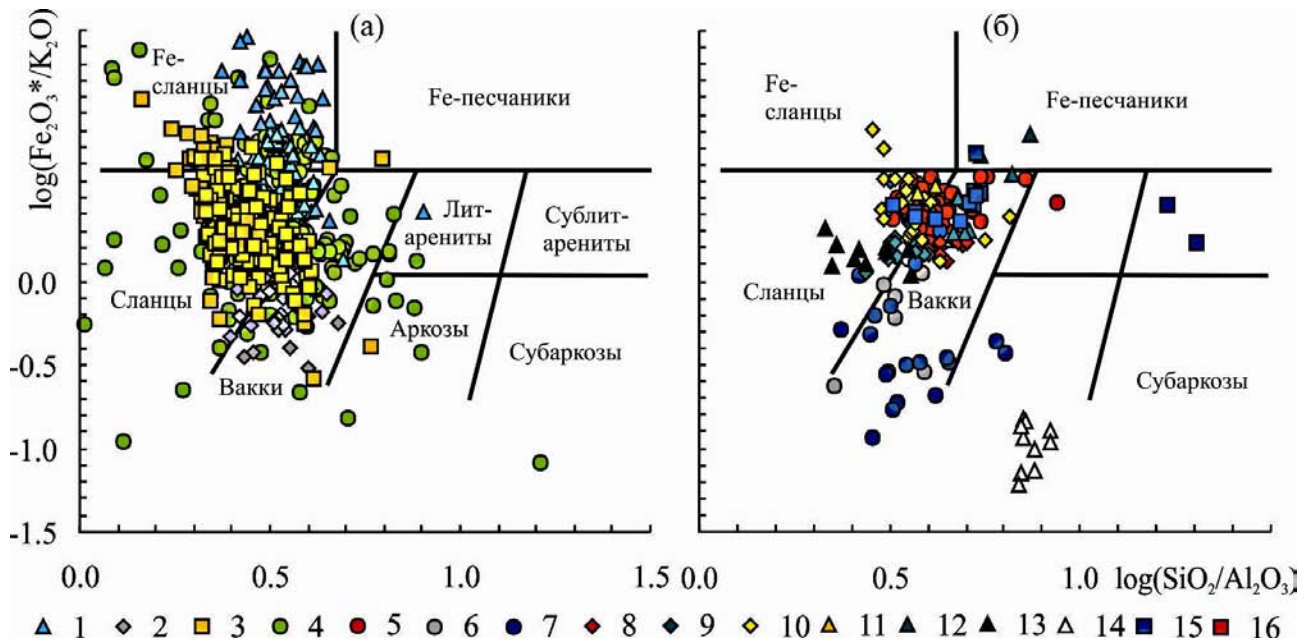 (а)
(б)
log(Fe₂O₃*/K₂O)
Fe-
сланцы
Fe-песчаники
Лит-
арениты
Сублит-
арениты
Сланцы
Вакки
Аркозы
Субаркозы
Fe-
сланцы
Fe-песчаники
Сланцы
Вакки
Субаркозы
0.0
-0.5
-1.0
-1.5
0.0 0.5 1.0 1.5 0.5 1.0 log(SiO₂/Al₂O₃)
1 2 3 4 5 6 7 8 9 10 11 12 13 14 15 16